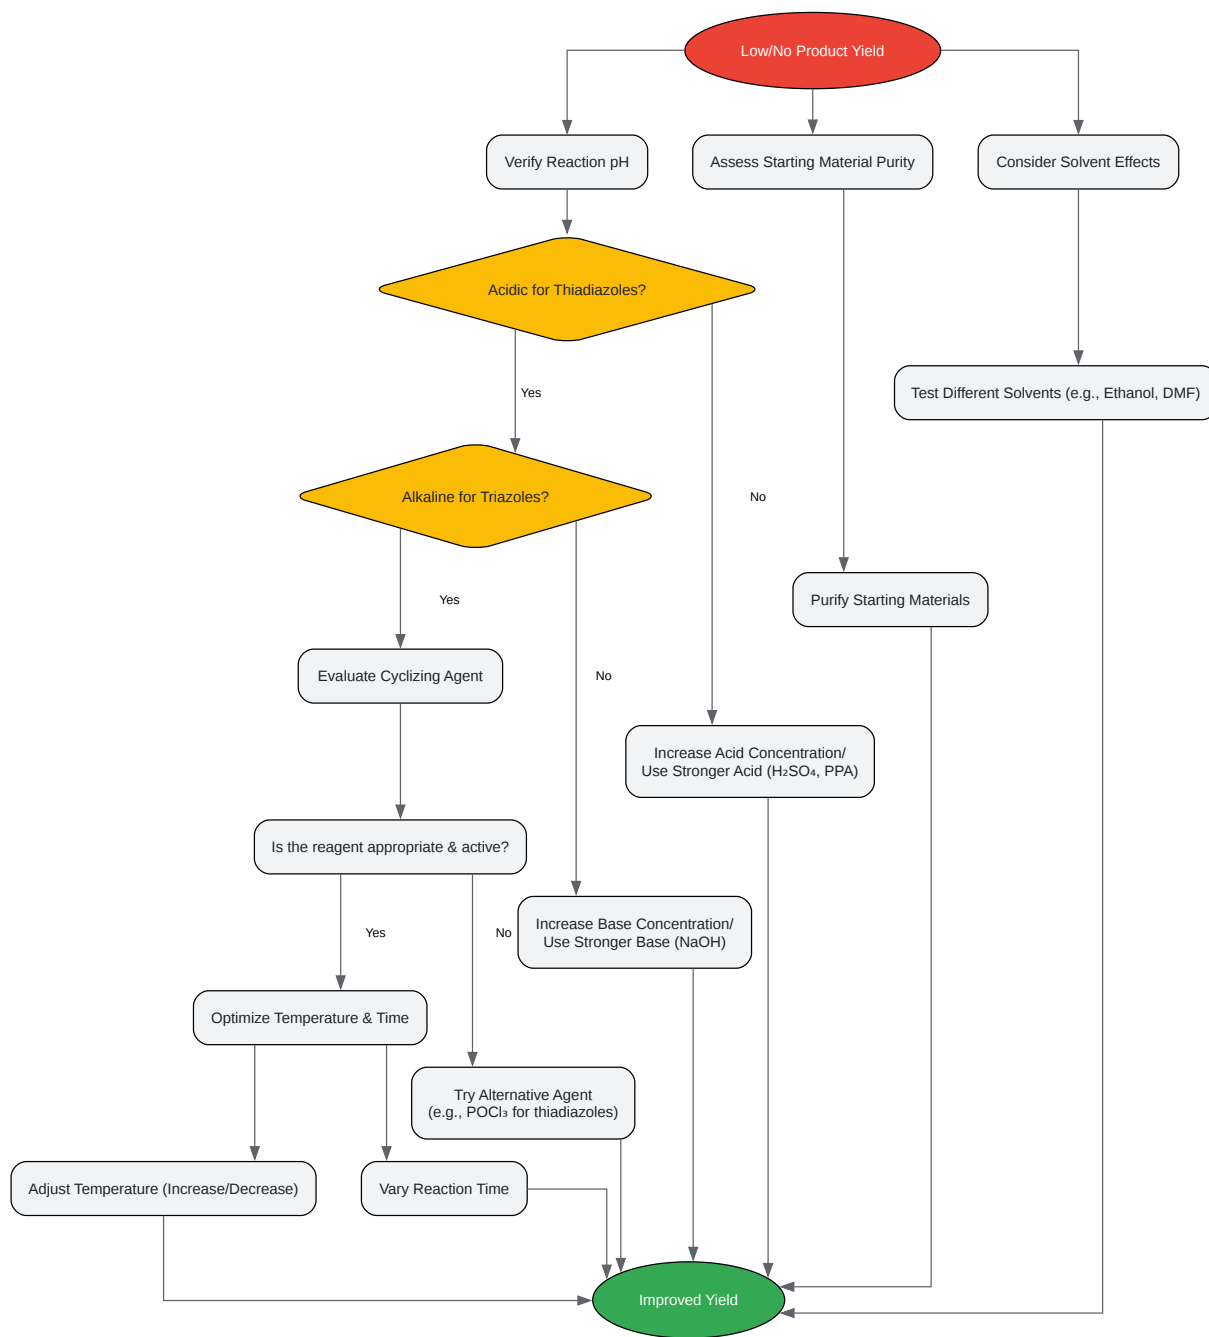 Low/No Product Yield
Verify Reaction pH
Assess Starting Material Purity
Consider Solvent Effects
Acidic for Thiadiazoles?
Yes
Test Different Solvents (e.g., Ethanol, DMF)
Alkaline for Triazoles?
No
Yes
Purify Starting Materials
Evaluate Cyclizing Agent
No
Increase Acid Concentration/
Use Stronger Acid (H₂SO₄, PPA)
Is the reagent appropriate & active?
Yes
No
Increase Base Concentration/
Use Stronger Base (NaOH)
Optimize Temperature & Time
Try Alternative Agent
(e.g., POCl₃ for thiadiazoles)
Adjust Temperature (Increase/Decrease)
Vary Reaction Time
Improved Yield